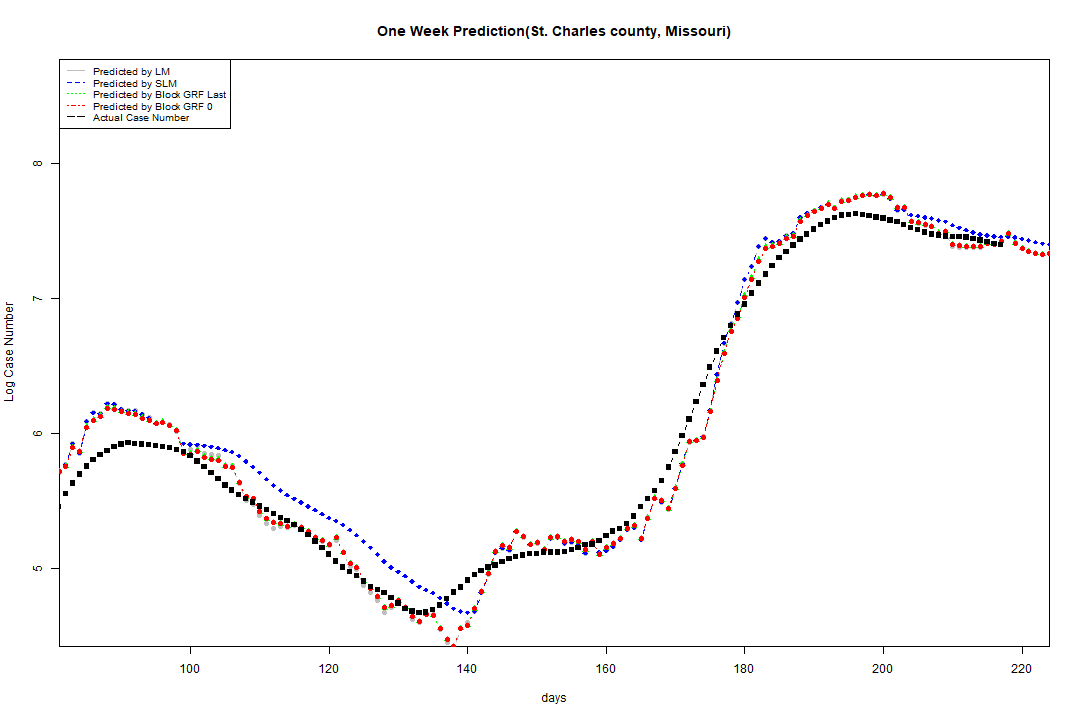 One Week Prediction(St. Charles county, Missouri)
Predicted by LM
Predicted by SLM
Predicted by Block GRF Last
Predicted by Block GRF 0
Actual Case Number
8
7
6
5
Log Case Number
100 120 140 160 180 200 220
days